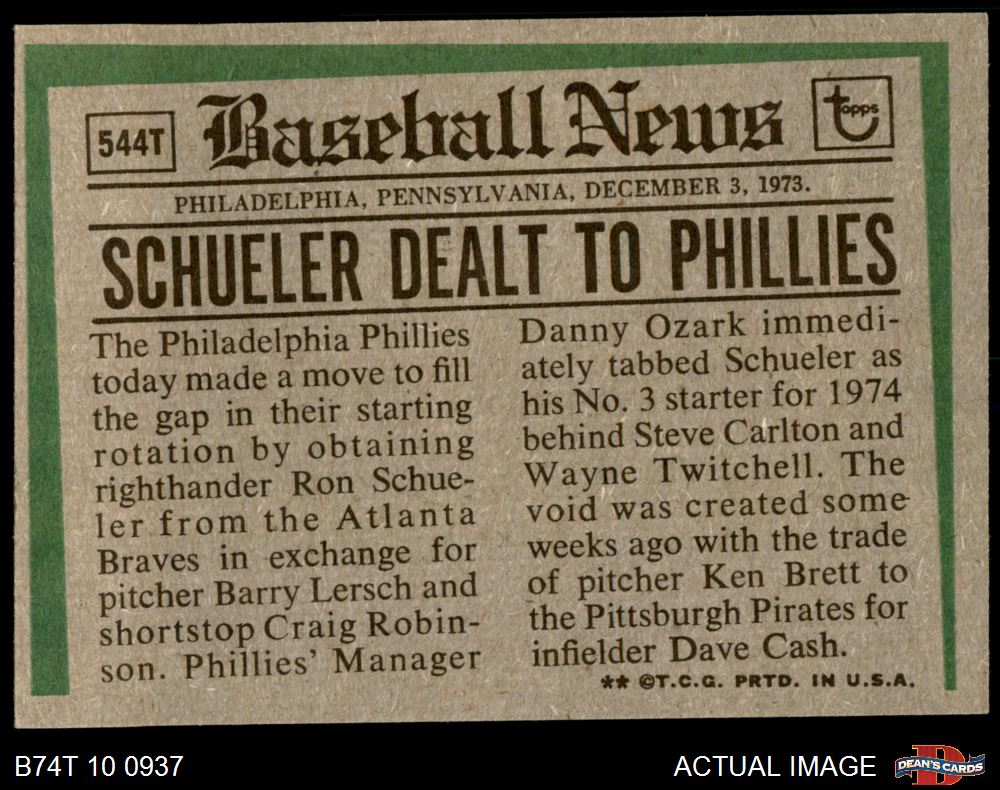 544T
Baseball News
topps
PHILADELPHIA, PENNSYLVANIA, DECEMBER 3, 1973.
SCHUELER DEALT TO PHILLIES
The Philadelphia Phillies
today made a move to fill
the gap in their starting
rotation by obtaining
righthander Ron Schue-
ler from the Atlanta
Braves in exchange for
pitcher Barry Lersch and
shortstop Craig Robin-
son. Phillies' Manager
Danny Ozark immedi-
ately tabbed Schueler as
his No. 3 starter for 1974
behind Steve Carlton and
Wayne Twitchell. The
void was created some
weeks ago with the trade
of pitcher Ken Brett to
the Pittsburgh Pirates for
infielder Dave Cash.
** ©T.C.G. PRTD. IN U.S.A.
B74T 10 0937
ACTUAL IMAGE
DEAN'S CARDS